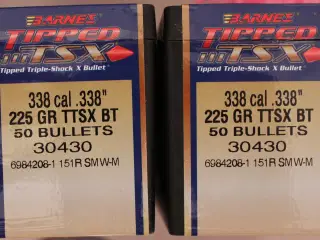 BARNES
TIPPED
TSX
Tipped Triple-Shock X Bullet
338 cal .338"
225 GR TTSX BT
50 BULLETS
30430
6984208-1 151R SMW-M
BARNES
TIPPED
TSX
Tipped Triple-Shock X Bullet
338 cal .338"
225 GR TTSX BT
50 BULLETS
30430
6984208-1 151R SMW-M